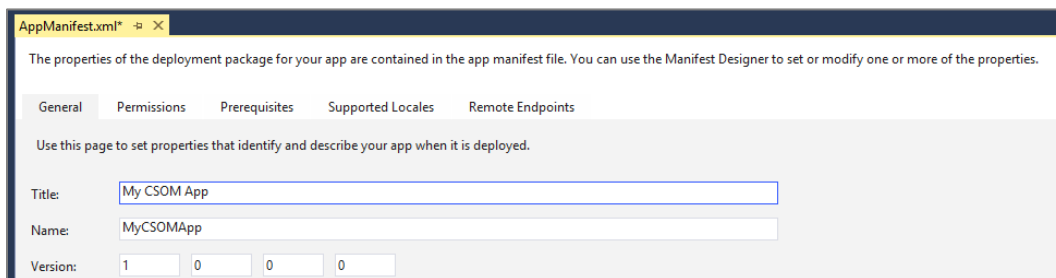 AppManifest.xml*
The properties of the deployment package for your app are contained in the app manifest file. You can use the Manifest Designer to set or modify one or more of the properties.
General Permissions Prerequisites Supported Locales Remote Endpoints
Use this page to set properties that identify and describe your app when it is deployed.
Title: My CSOM App
Name: MyCSOMApp
Version: 1 0 0 0